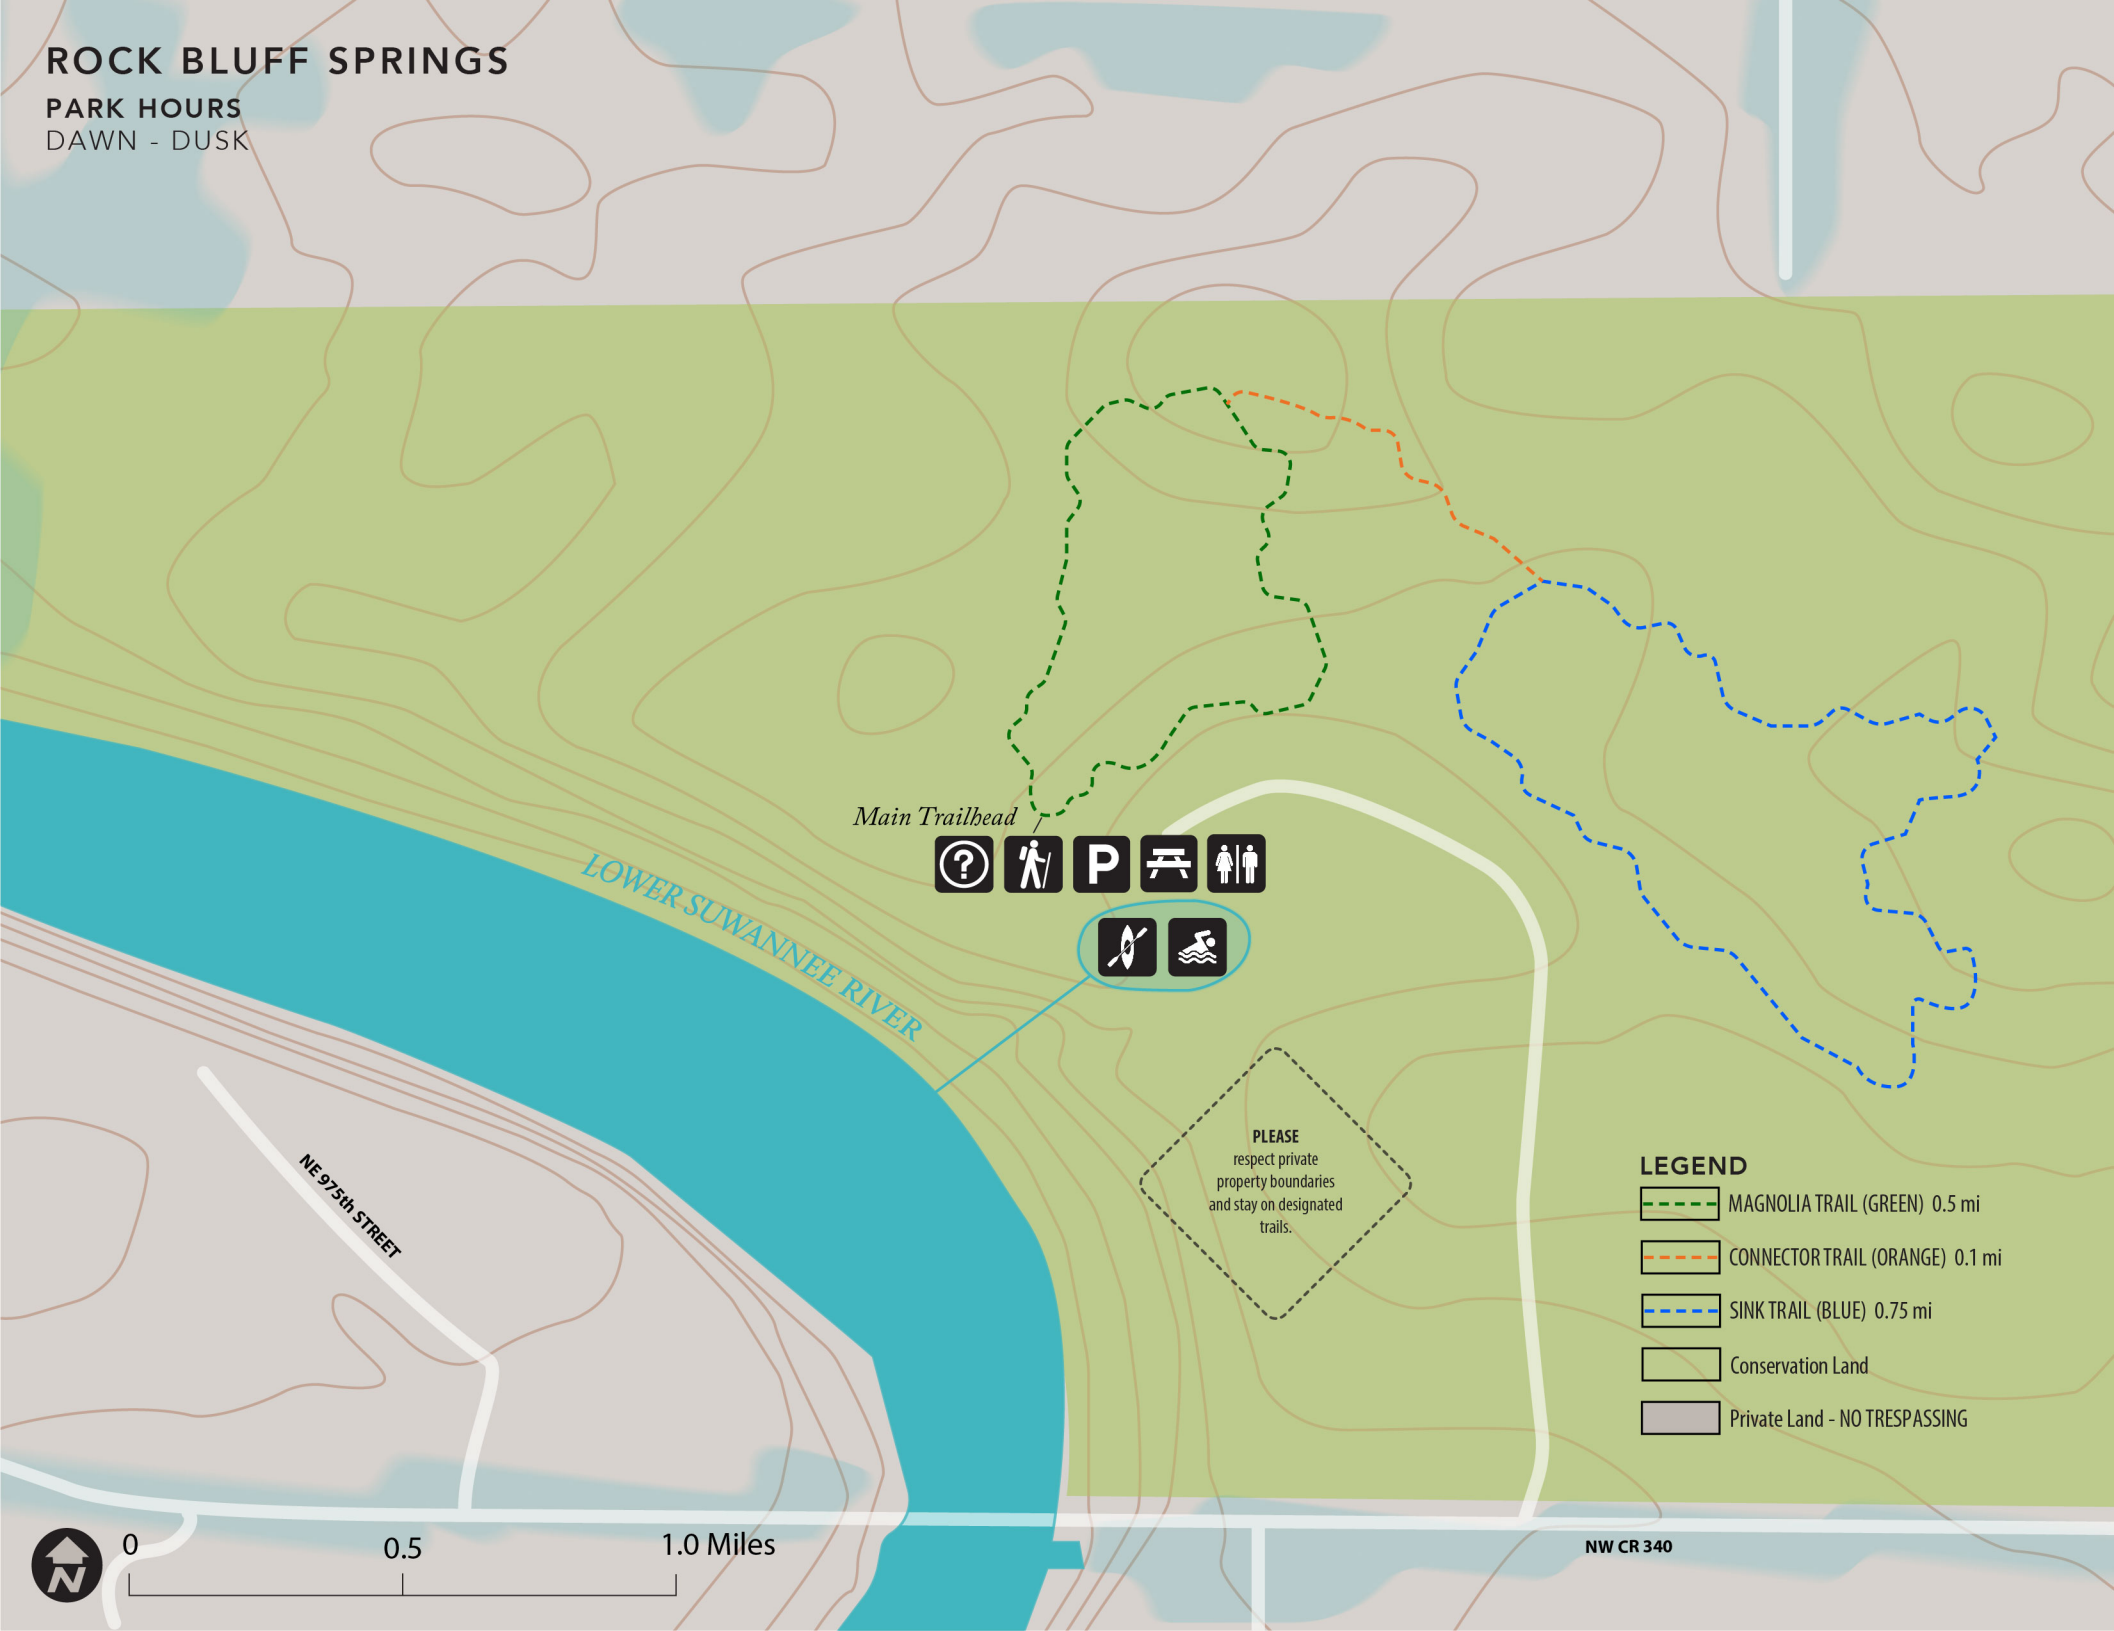 ROCK BLUFF SPRINGS
PARK HOURS
DAWN - DUSK
Main Trailhead
?
P
LOWER SUWANNEE RIVER
PLEASE
respect private
property boundaries
and stay on designated
trails.
NE 975th STREET
LEGEND
MAGNOLIA TRAIL (GREEN) 0.5 mi
CONNECTOR TRAIL (ORANGE) 0.1 mi
SINK TRAIL (BLUE) 0.75 mi
Conservation Land
Private Land - NO TRESPASSING
N
0
0.5
1.0 Miles
NW CR 340